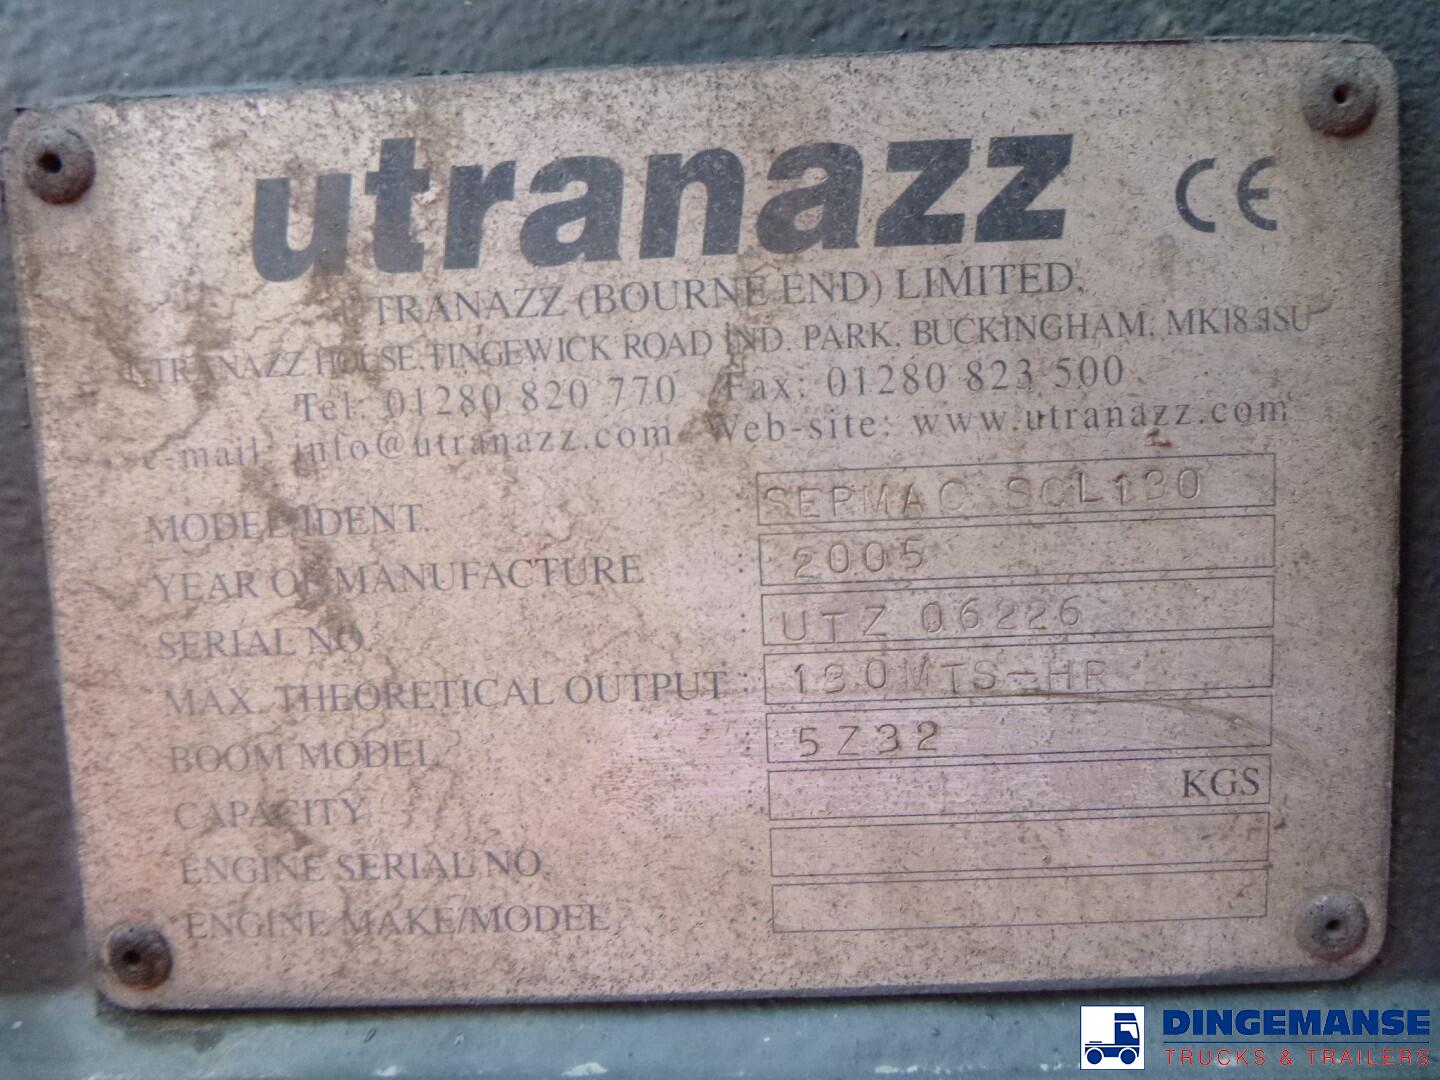 utranazz CE
UTRANAZZ (BOURNE END) LIMITED,
UTRANAZZ HOUSE, TINGEWICK ROAD IND. PARK. BUCKINGHAM, MK18 1SU
Tel: 01280 820 770 Fax: 01280 823 500
e-mail: info@utranazz.com Web-site: www.utranazz.com
MODEL IDENT. SERMAC SCL130
YEAR OF MANUFACTURE 2005
SERIAL NO. UTZ 06226
MAX. THEORETICAL OUTPUT 130MTS-HR
BOOM MODEL 5Z32
CAPACITY KGS
ENGINE SERIAL NO.
ENGINE MAKE/MODEL
DINGEMANSE
TRUCKS & TRAILERS